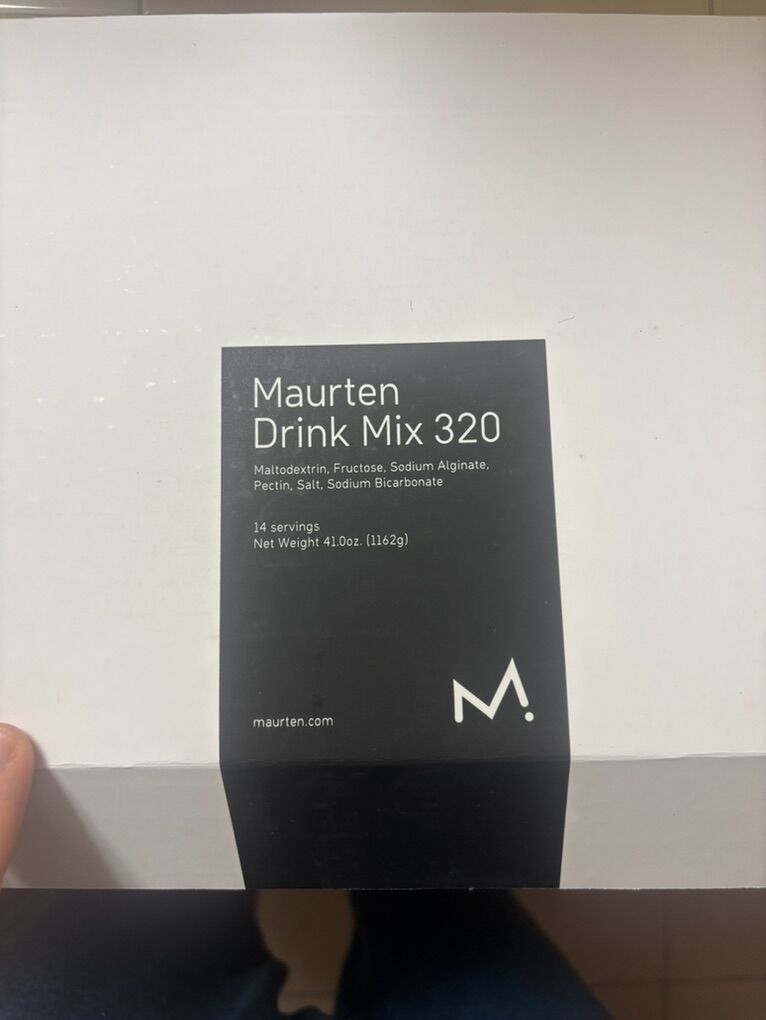 Maurten
Drink Mix 320
Maltodextrin, Fructose, Sodium Alginate,
Pectin, Salt, Sodium Bicarbonate
14 servings
Net Weight 41.0oz. (1162g)
maurten.com
M.